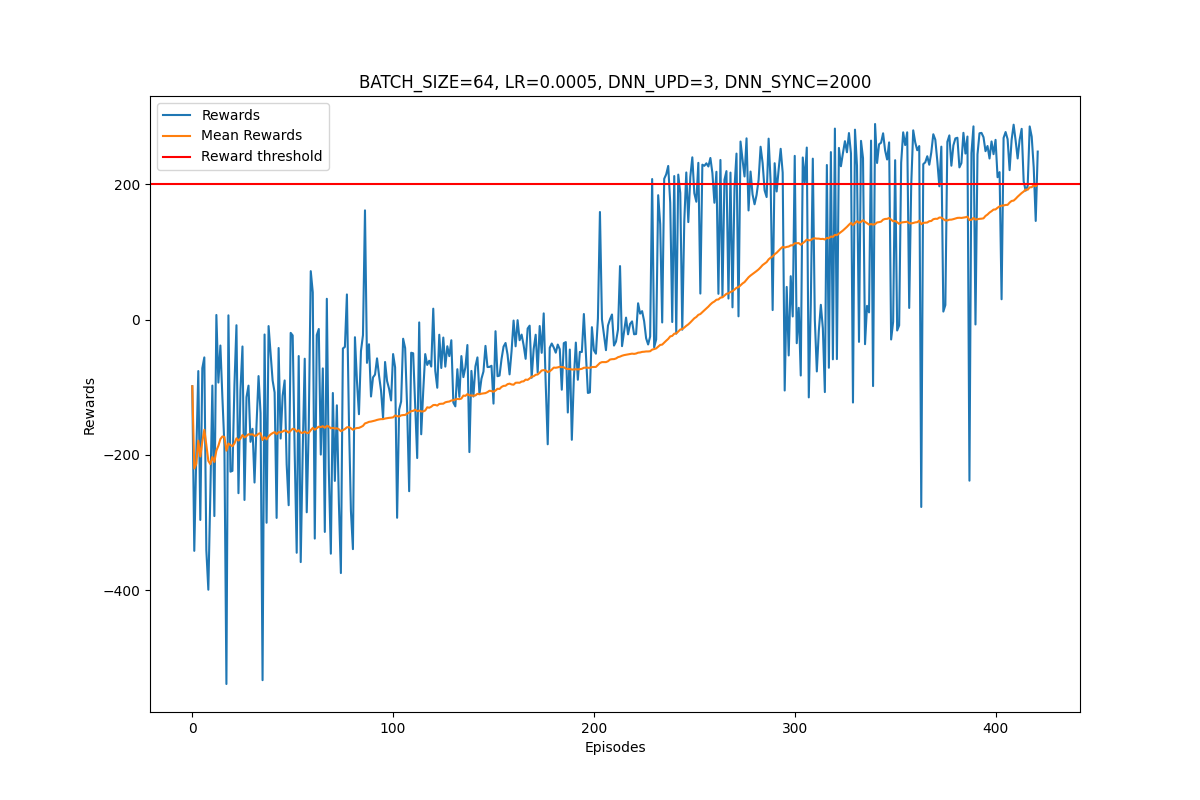 BATCH_SIZE=64, LR=0.0005, DNN_UPD=3, DNN_SYNC=2000
Rewards
Mean Rewards
Reward threshold
200
0
−200
−400
Rewards
0
100
200
300
400
Episodes